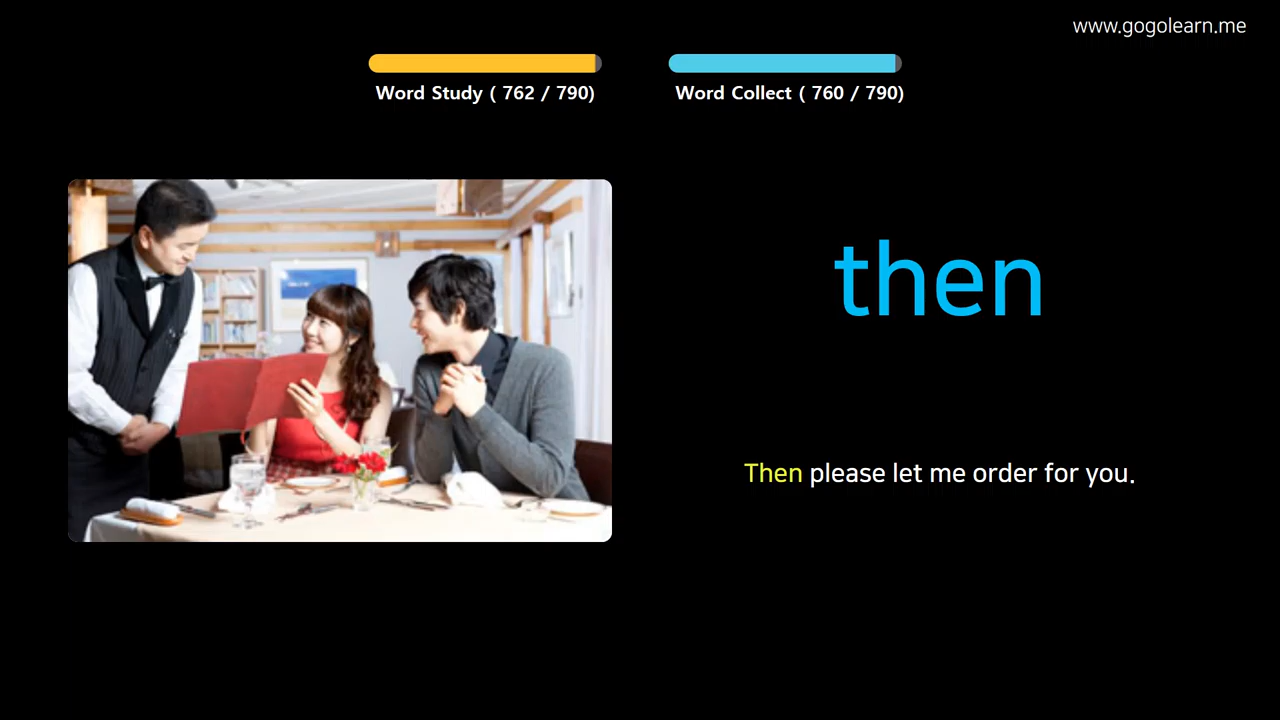 www.gogolearn.me
Word Study ( 762 / 790)
Word Collect ( 760 / 790)
then
Then please let me order for you.